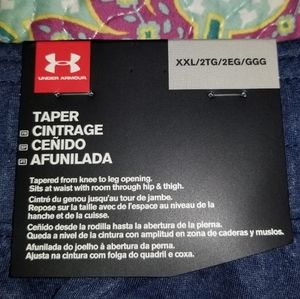 UNDER ARMOUR
XXL/2TG/2EG/GGG
TAPER
FR CINTRAGE
SP CEÑIDO
PT AFUNILADA
Tapered from knee to leg opening.
Sits at waist with room through hip & thigh.
Cintré du genou jusqu'au tour de jambe.
Repose sur la taille avec de l'espace au niveau de la
hanche et de la cuisse.
Ceñido desde la rodilla hasta la abertura de la pierna.
Queda a nivel de la cintura con amplitud en zona de caderas y muslos.
Afunilada do joelho à abertura da perna.
Ajusta na cintura com folga do quadril e coxa.